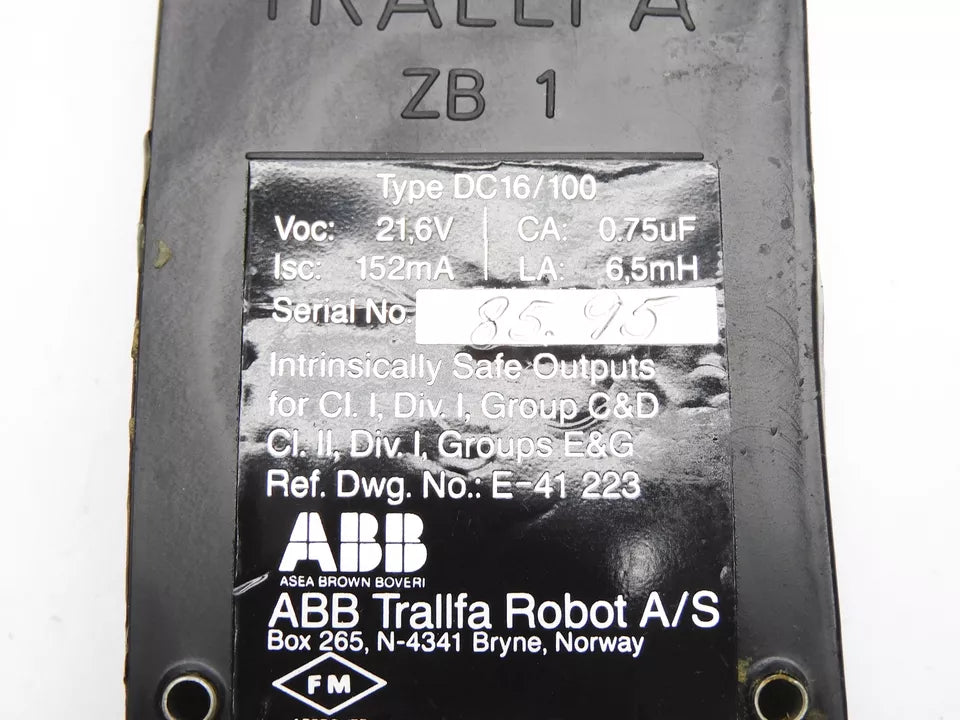 TRALLFA
ZB 1
Type DC16/100
Voc: 21,6V | CA: 0.75uF
Isc: 152mA | LA: 6,5mH
Serial No. 85.95
Intrinsically Safe Outputs
for Cl. I, Div. I, Group C&D
Cl. II, Div. I, Groups E&G
Ref. Dwg. No.: E-41 223
ABB
ASEA BROWN BOVERI
ABB Trallfa Robot A/S
Box 265, N-4341 Bryne, Norway
FM